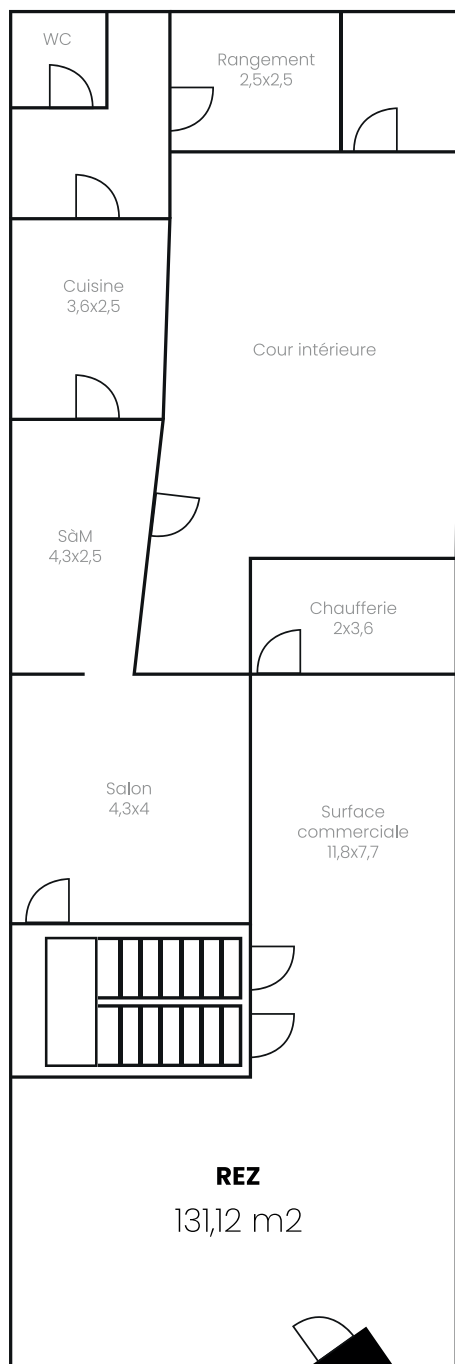 WC
Rangement
2,5x2,5
Cuisine
3,6x2,5
Cour intérieure
SàM
4,3x2,5
Chaufferie
2x3,6
Salon
4,3x4
Surface
commerciale
11,8x7,7
REZ
131,12 m2